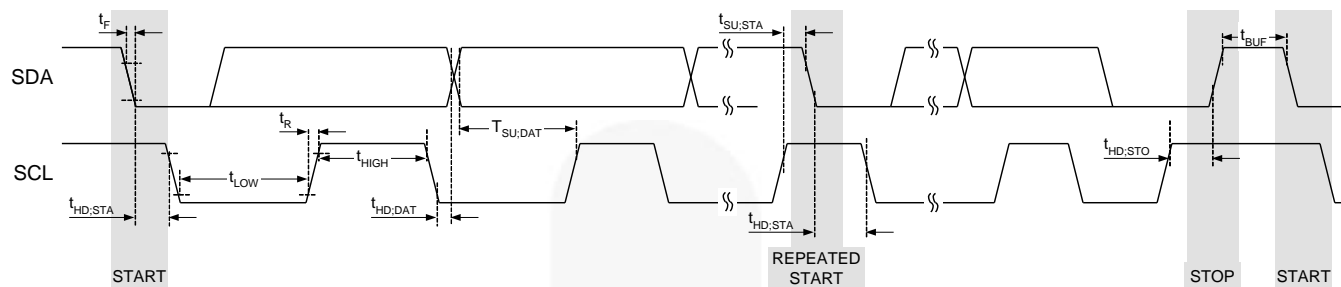 tF
tSU;STA
tBUF
SDA
tR
TSU;DAT
tHIGH
tHD;STO
SCL
tLOW
tHD;STA
tHD;DAT
tHD;STA
START
REPEATED
START
STOP
START